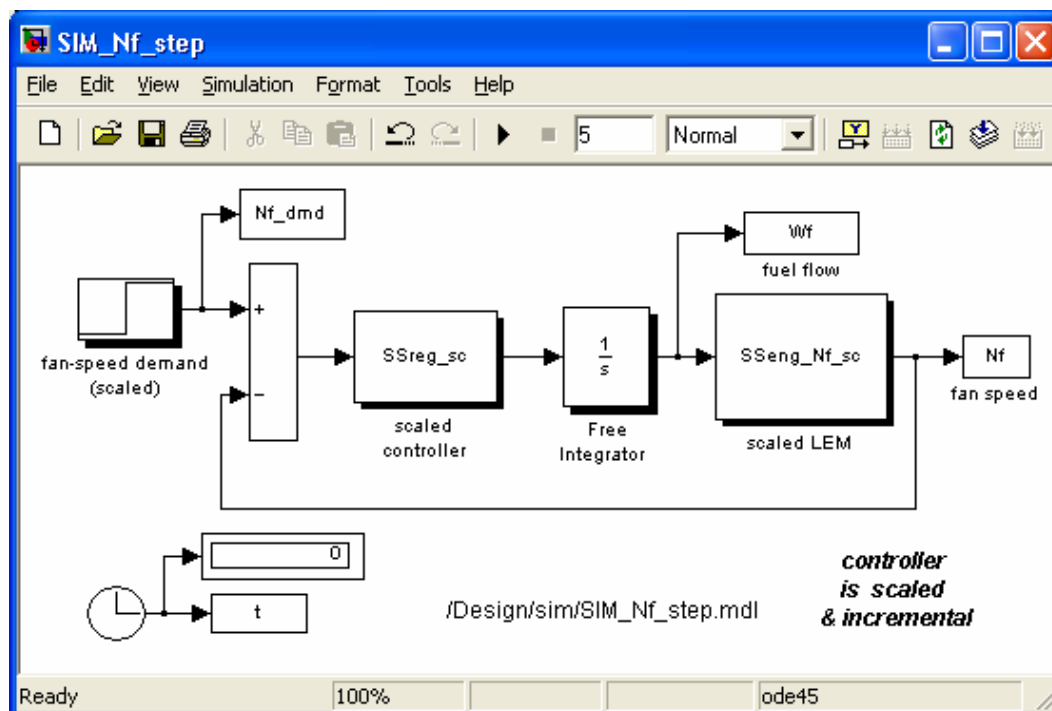 SIM_Nf_step
File Edit View Simulation Format Tools Help
5 Normal
Nf_dmd
Wf
fuel flow
+
−
fan-speed demand
(scaled)
SSreg_sc
scaled
controller
1
s
Free
Integrator
SSeng_Nf_sc
scaled LEM
Nf
fan speed
0
t
/Design/sim/SIM_Nf_step.mdl
controller
is scaled
& incremental
Ready 100% ode45